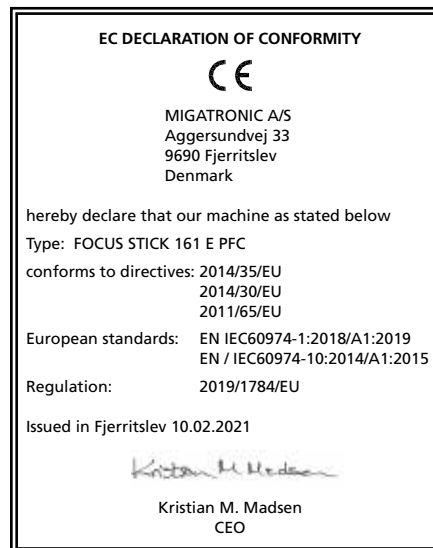 EC DECLARATION OF CONFORMITY
CE
MIGATRONIC A/S
Aggersundvej 33
9690 Fjerritslev
Denmark
hereby declare that our machine as stated below
Type: FOCUS STICK 161 E PFC
conforms to directives: 2014/35/EU
2014/30/EU
2011/65/EU
European standards: EN IEC60974-1:2018/A1:2019
EN / IEC60974-10:2014/A1:2015
Regulation: 2019/1784/EU
Issued in Fjerritslev 10.02.2021
Kristian M Madsen
Kristian M. Madsen
CEO